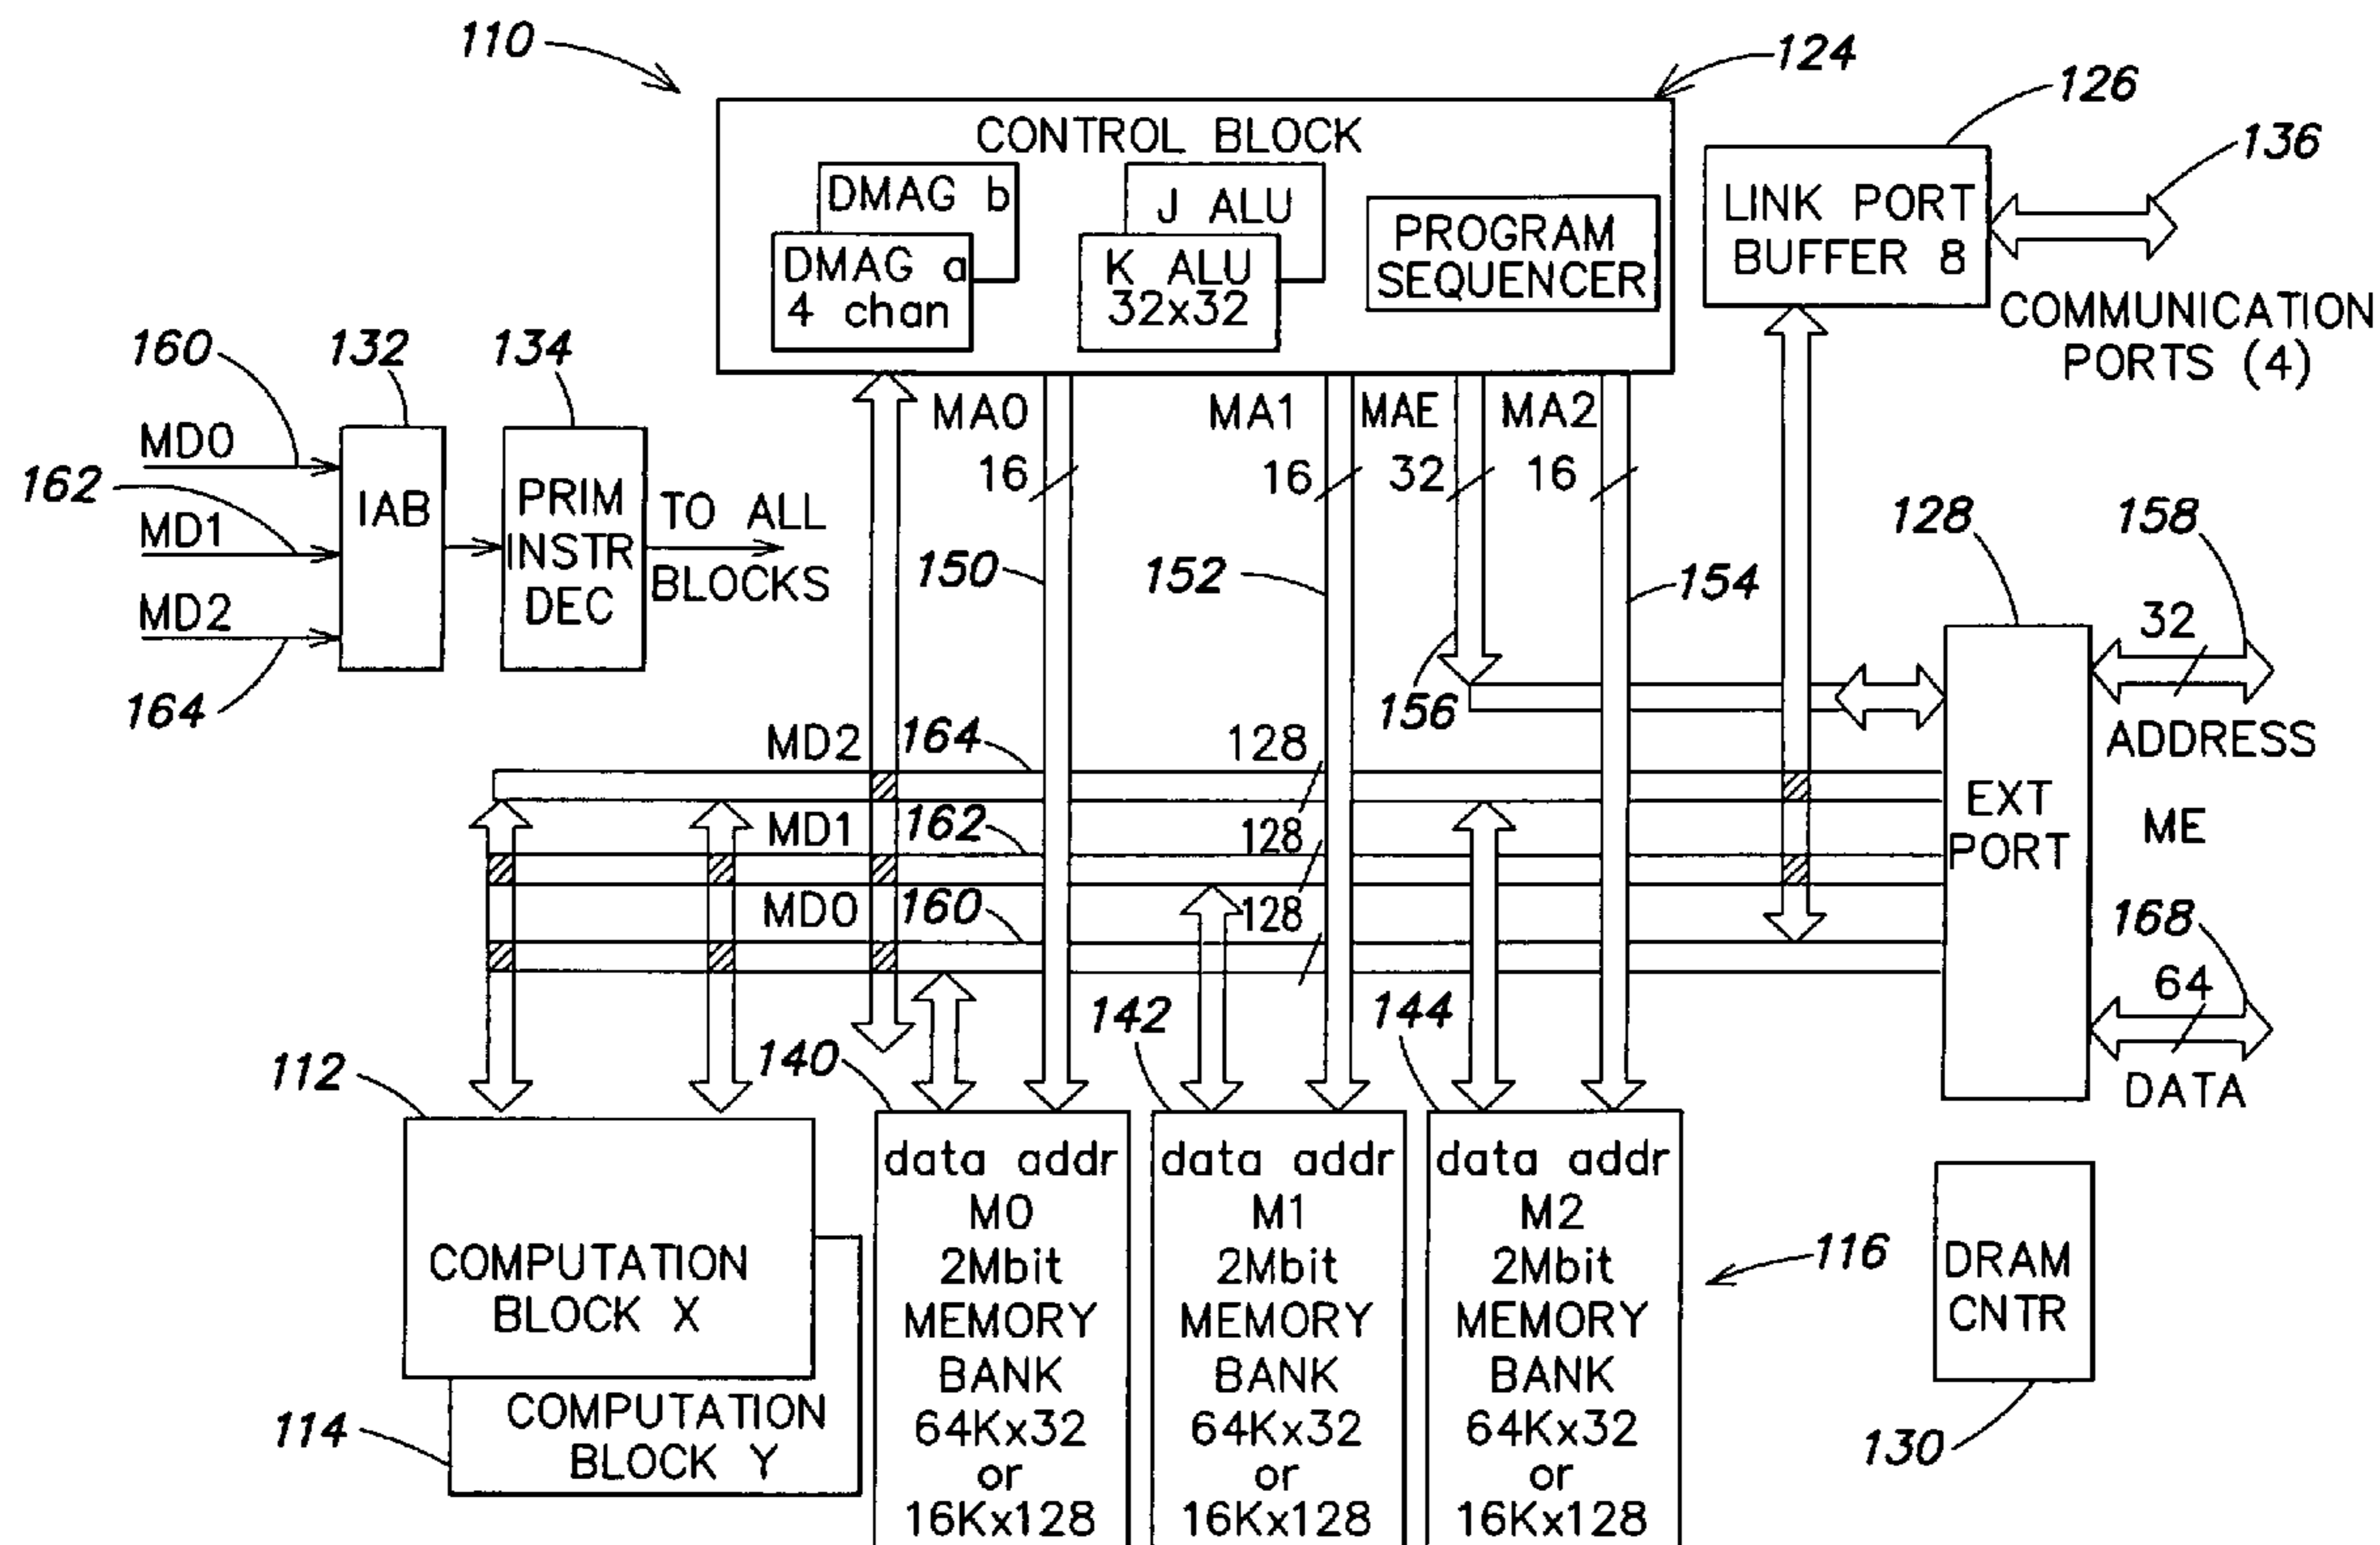 110
124
126
136
CONTROL BLOCK
DMAG b
DMAG a
4 chan
J ALU
K ALU
32x32
PROGRAM
SEQUENCER
LINK PORT
BUFFER 8
COMMUNICATION
PORTS (4)
160
132
134
MD0
162
MD1
MD2
164
IAB
PRIM
INSTR
DEC
TO ALL
BLOCKS
MA0
16
150
MA1
16
152
MAE
32
156
MA2
16
154
128
158
32
ADDRESS
EXT
PORT
ME
168
64
DATA
MD2
164
128
MD1
162
128
MD0
160
128
112
140
142
144
COMPUTATION
BLOCK X
114
COMPUTATION
BLOCK Y
data addr
M0
2Mbit
MEMORY
BANK
64Kx32
or
16Kx128
data addr
M1
2Mbit
MEMORY
BANK
64Kx32
or
16Kx128
data addr
M2
2Mbit
MEMORY
BANK
64Kx32
or
16Kx128
116
DRAM
CNTR
130